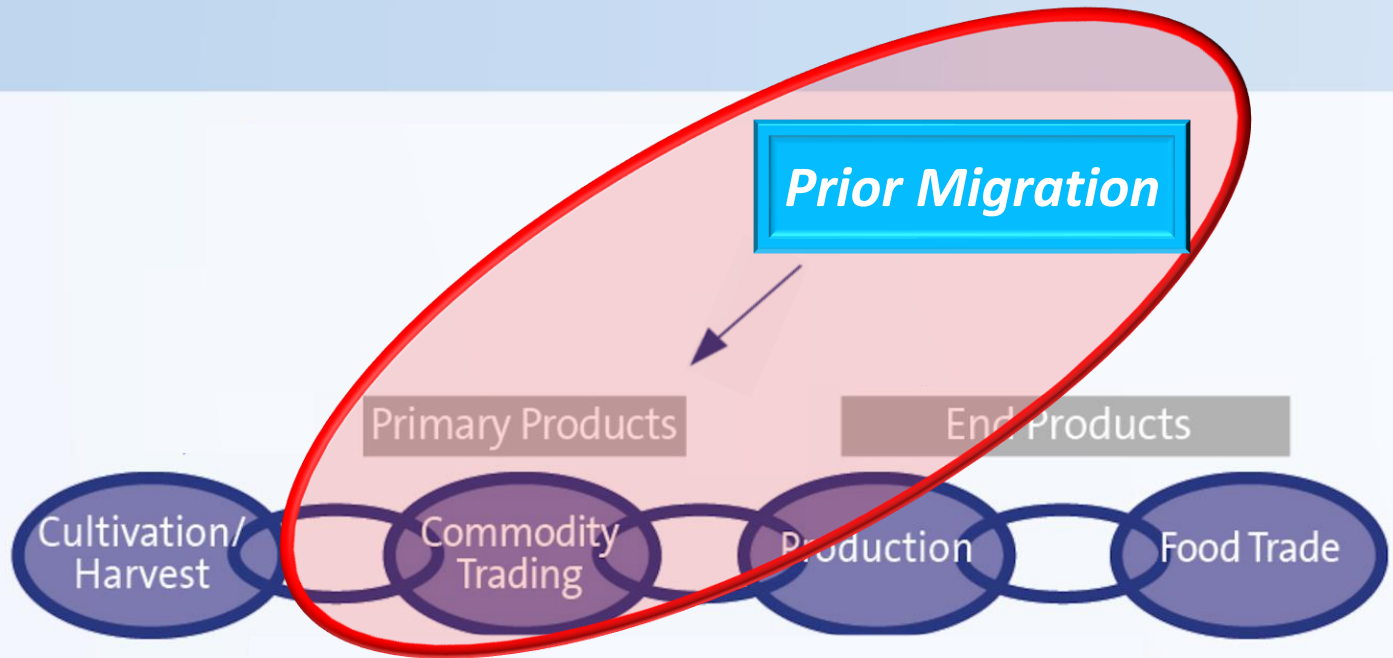 Prior Migration
Primary Products
End Products
Cultivation/
Harvest
Commodity
Trading
Production
Food Trade